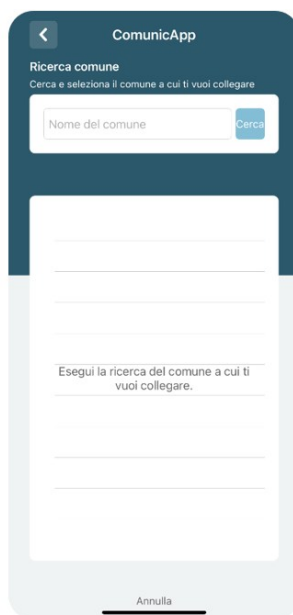 ComunicApp
Ricerca comune
Cerca e seleziona il comune a cui ti vuoi collegare
Nome del comune
Cerca
Esegui la ricerca del comune a cui ti
vuoi collegare.
Annulla